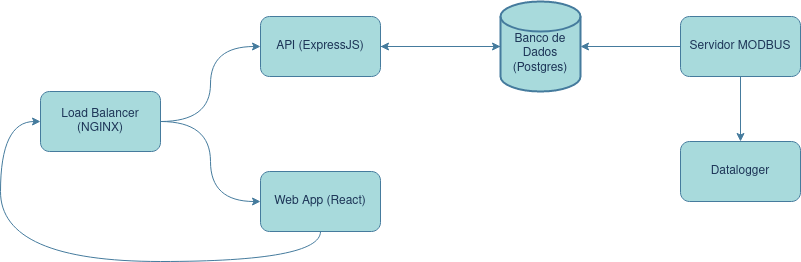 API (ExpressJS)
Banco de
Dados
(Postgres)
Servidor MODBUS
Load Balancer
(NGINX)
Web App (React)
Datalogger